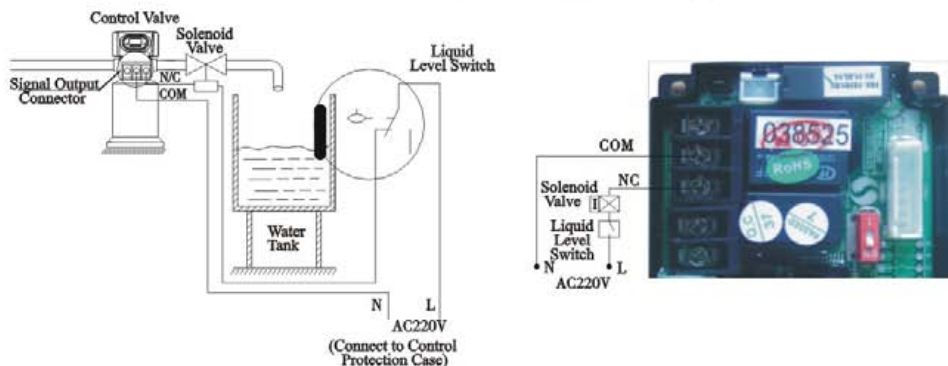 Control Valve
Solenoid
Valve
Signal Output
Connector
N/C
COM
Liquid
Level Switch
Water
Tank
N
L
AC220V
(Connect to Control
Protection Case)
COM
NC
Solenoid
Valve
Liquid
Level
Switch
N
L
AC220V
038525
RoHS